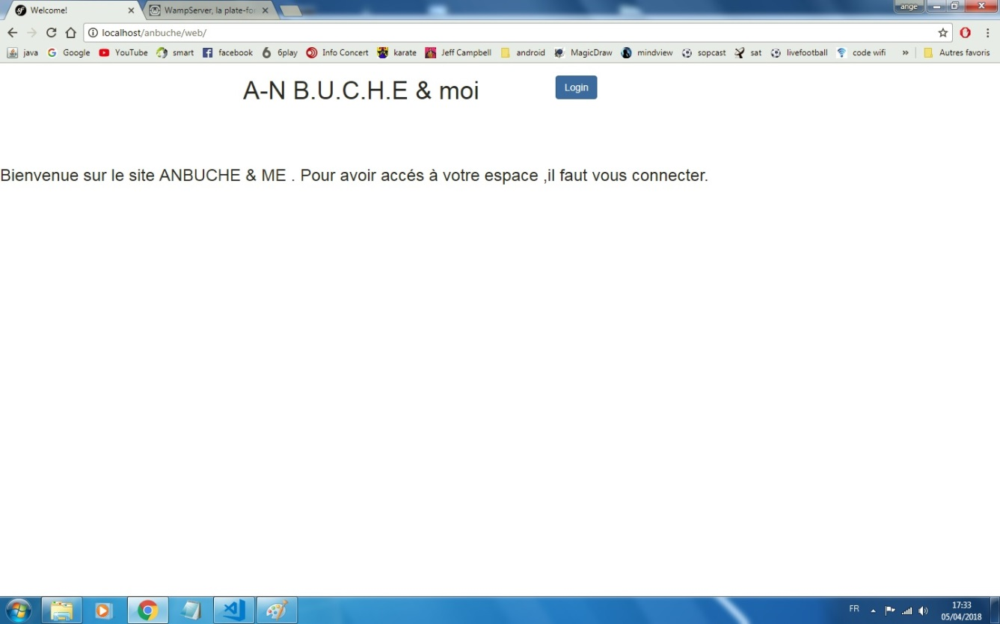 Welcome!
WampServer, la plate-for
ange
localhost/anbuche/web/
java Google YouTube smart facebook 6play Info Concert karate Jeff Campbell android MagicDraw mindview sopcast sat livefootball code wifi » Autres favoris
A-N B.U.C.H.E & moi
Login
Bienvenue sur le site ANBUCHE & ME . Pour avoir accés à votre espace ,il faut vous connecter.
FR
17:33
05/04/2018